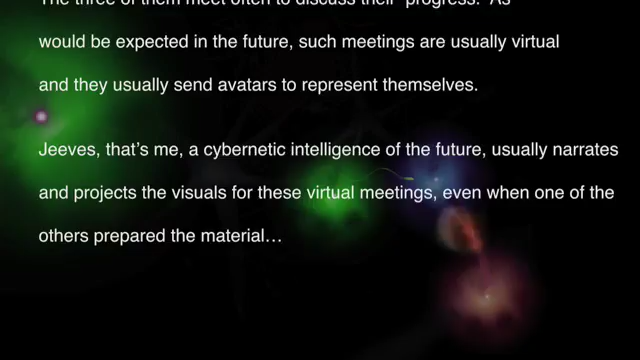 The three of them meet often to discuss their progress. As
would be expected in the future, such meetings are usually virtual
and they usually send avatars to represent themselves.
Jeeves, that’s me, a cybernetic intelligence of the future, usually narrates
and projects the visuals for these virtual meetings, even when one of the
others prepared the material…